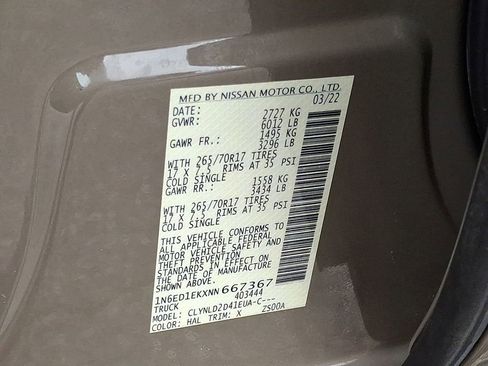 MFD BY NISSAN MOTOR CO., LTD.
DATE: 03/22
GVWR: 2727 KG
6012 LB
GAWR FR.: 1495 KG
3296 LB
WITH 265/70R17 TIRES
17 X 7.5 RIMS AT 35 PSI
COLD SINGLE
GAWR RR.: 1558 KG
3434 LB
WITH 265/70R17 TIRES
17 X 7.5 RIMS AT 35 PSI
COLD SINGLE
THIS VEHICLE CONFORMS TO
ALL APPLICABLE FEDERAL
MOTOR VEHICLE SAFETY AND
THEFT PREVENTION
STANDARDS IN EFFECT ON
THE DATE OF MANUFACTURE
SHOWN ABOVE.
1N6ED1EKXNN667367
TRUCK 403444
MODEL: CLYNLD2D41EUA-C---
COLOR: HAL TRIM: X ZS00A